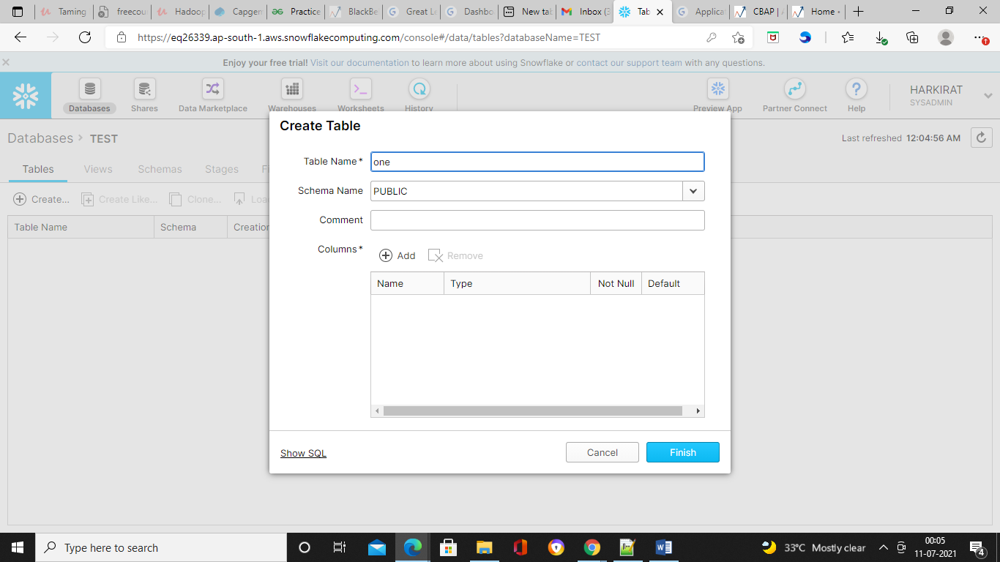 Taming
freecou
Hadoop
Capgen
Practice
BlackBe
Great Le
Dashbo
New tab
Inbox (3
Tab
Applicat
CBAP | A
Home -
https://eq26339.ap-south-1.aws.snowflakecomputing.com/console#/data/tables?databaseName=TEST
Enjoy your free trial! Visit our documentation to learn more about using Snowflake or contact our support team with any questions.
Databases
Shares
Data Marketplace
Warehouses
Worksheets
History
Preview App
Partner Connect
Help
HARKIRAT
SYSADMIN
Databases > TEST
Last refreshed 12:04:56 AM
Tables Views Schemas Stages
Create... Create Like... Clone...
Table Name Schema
Create Table
Table Name* one
Schema Name PUBLIC
Comment
Columns* Add Remove
Name Type Not Null Default
Show SQL Cancel Finish
Type here to search
33°C Mostly clear
00:05
11-07-2021
4